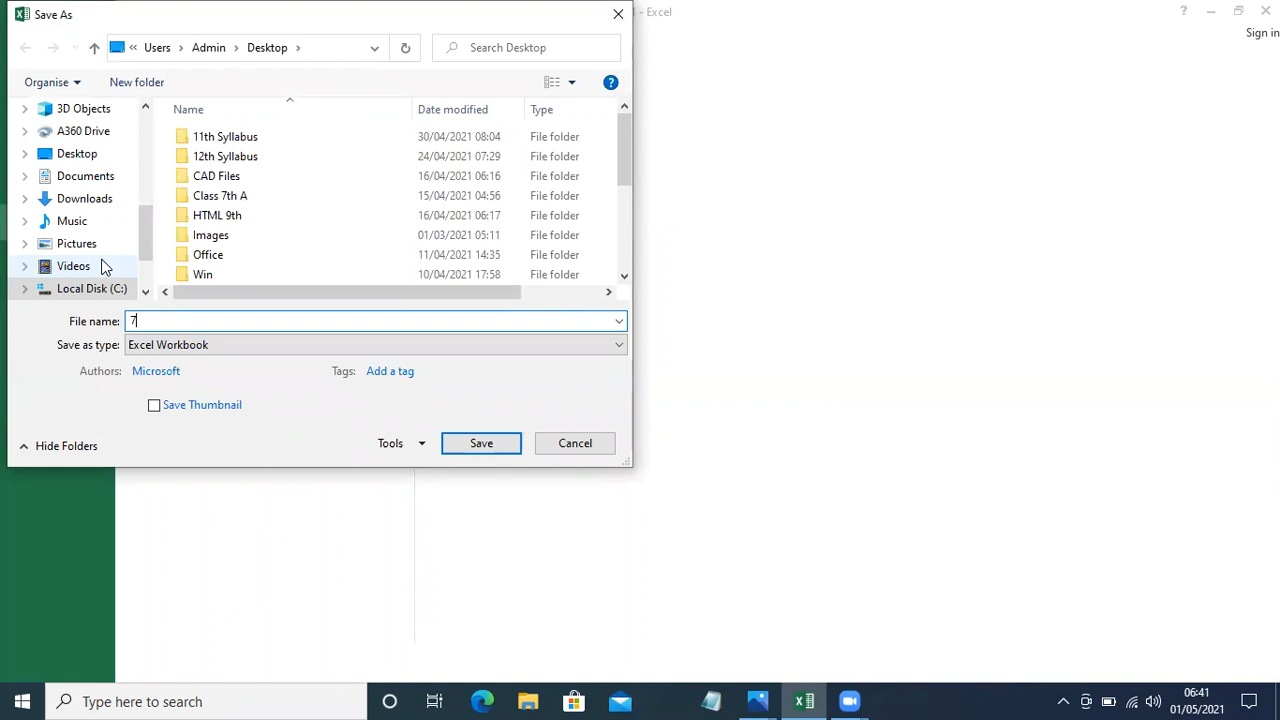 Save As
- Excel
Sign in
« Users > Admin > Desktop >
Search Desktop
Organise
New folder
Name
Date modified
Type
3D Objects
A360 Drive
Desktop
Documents
Downloads
Music
Pictures
Videos
Local Disk (C:)
11th Syllabus 30/04/2021 08:04 File folder
12th Syllabus 24/04/2021 07:29 File folder
CAD Files 16/04/2021 06:16 File folder
Class 7th A 15/04/2021 04:56 File folder
HTML 9th 16/04/2021 06:17 File folder
Images 01/03/2021 05:11 File folder
Office 11/04/2021 14:35 File folder
Win 10/04/2021 17:58 File folder
File name: 7
Save as type: Excel Workbook
Authors: Microsoft
Tags: Add a tag
Save Thumbnail
Hide Folders
Tools
Save
Cancel
Type here to search
06:41
01/05/2021